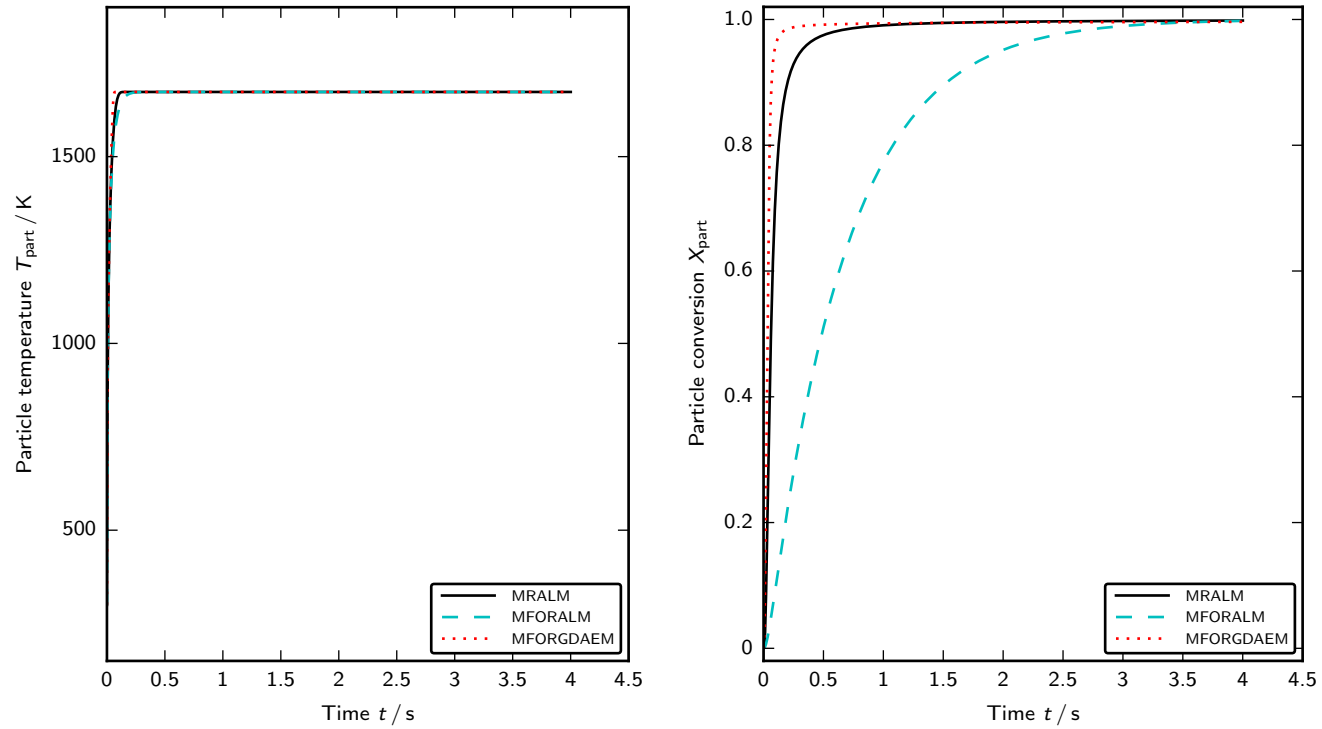 Particle temperature T_part / K
1500
1000
500
0 0.5 1 1.5 2 2.5 3 3.5 4 4.5
Time t / s
MRALM
MFORALM
MFORGDAEM
Particle conversion X_part
1.0
0.8
0.6
0.4
0.2
0
0 0.5 1 1.5 2 2.5 3 3.5 4 4.5
Time t / s
MRALM
MFORALM
MFORGDAEM